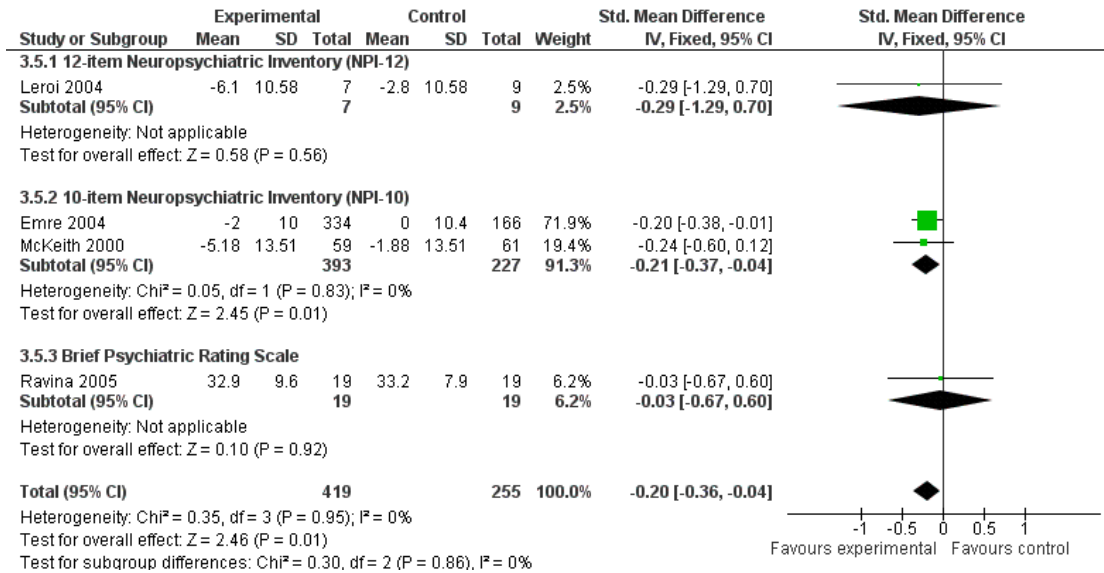 Experimental Control Std. Mean Difference Std. Mean Difference
Study or Subgroup Mean SD Total Mean SD Total Weight IV, Fixed, 95% CI IV, Fixed, 95% CI
3.5.1 12-item Neuropsychiatric Inventory (NPI-12)
Leroi 2004 -6.1 10.58 7 -2.8 10.58 9 2.5% -0.29 [-1.29, 0.70]
Subtotal (95% CI) 7 9 2.5% -0.29 [-1.29, 0.70]
Heterogeneity: Not applicable
Test for overall effect: Z = 0.58 (P = 0.56)
3.5.2 10-item Neuropsychiatric Inventory (NPI-10)
Emre 2004 -2 10 334 0 10.4 166 71.9% -0.20 [-0.38, -0.01]
McKeith 2000 -5.18 13.51 59 -1.88 13.51 61 19.4% -0.24 [-0.60, 0.12]
Subtotal (95% CI) 393 227 91.3% -0.21 [-0.37, -0.04]
Heterogeneity: Chi² = 0.05, df = 1 (P = 0.83); I² = 0%
Test for overall effect: Z = 2.45 (P = 0.01)
3.5.3 Brief Psychiatric Rating Scale
Ravina 2005 32.9 9.6 19 33.2 7.9 19 6.2% -0.03 [-0.67, 0.60]
Subtotal (95% CI) 19 19 6.2% -0.03 [-0.67, 0.60]
Heterogeneity: Not applicable
Test for overall effect: Z = 0.10 (P = 0.92)
Total (95% CI) 419 255 100.0% -0.20 [-0.36, -0.04]
Heterogeneity: Chi² = 0.35, df = 3 (P = 0.95); I² = 0%
Test for overall effect: Z = 2.46 (P = 0.01)
Test for subgroup differences: Chi² = 0.30, df = 2 (P = 0.86), I² = 0%
-1 -0.5 0 0.5 1
Favours experimental Favours control